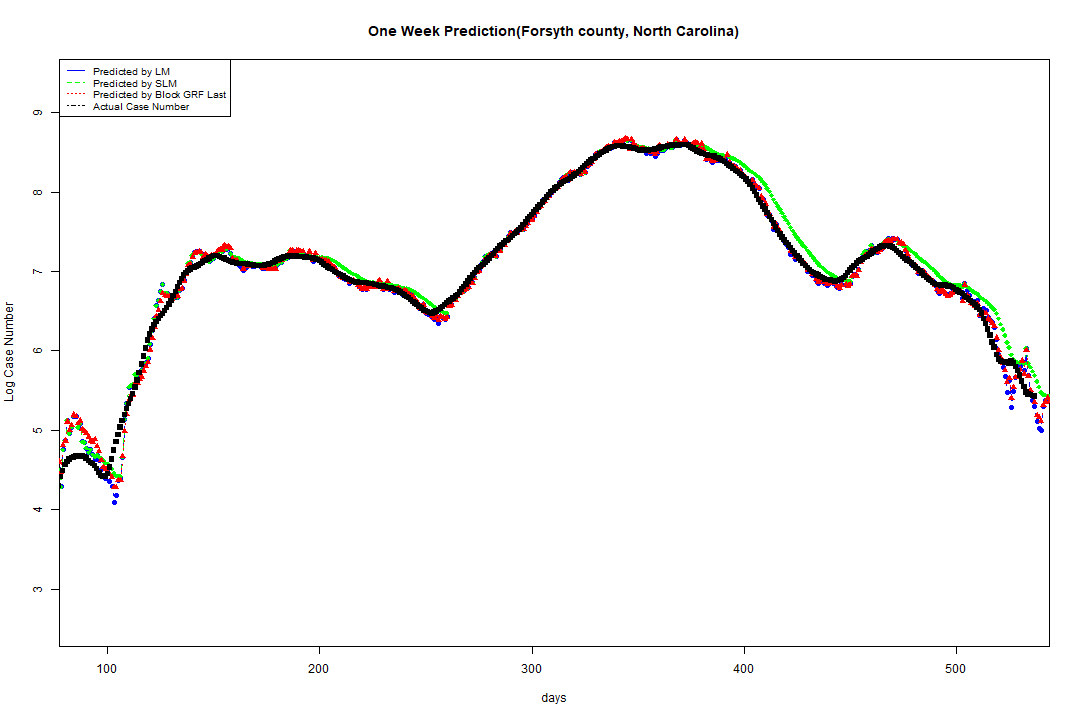 One Week Prediction(Forsyth county, North Carolina)
Predicted by LM
Predicted by SLM
Predicted by Block GRF Last
Actual Case Number
9
8
7
6
5
4
3
Log Case Number
100 200 300 400 500
days